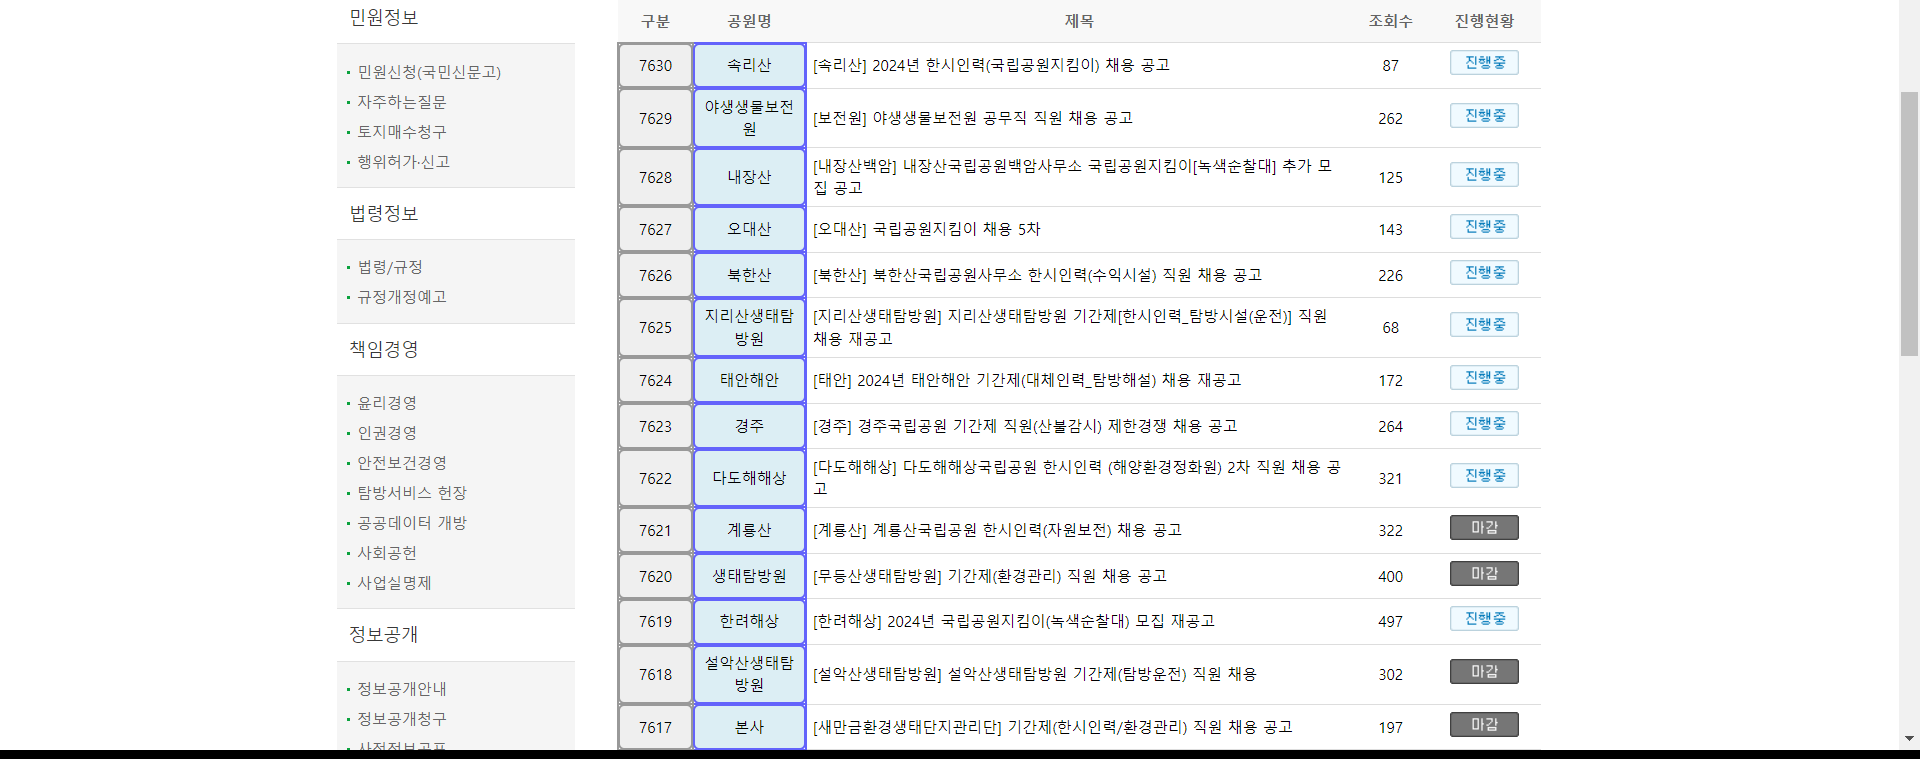 민원정보
민원신청(국민신문고)
자주하는질문
토지매수청구
행위허가·신고
법령정보
법령/규정
규정개정예고
책임경영
윤리경영
인권경영
안전보건경영
탐방서비스 헌장
공공데이터 개방
사회공헌
사업실명제
정보공개
정보공개안내
정보공개청구
사전정보공표
구분 공원명 제목 조회수 진행현황
7630 속리산 [속리산] 2024년 한시인력(국립공원지킴이) 채용 공고 87 진행중
7629 야생생물보전
원 [보전원] 야생생물보전원 공무직 직원 채용 공고 262 진행중
7628 내장산 [내장산백암] 내장산국립공원백암사무소 국립공원지킴이[녹색순찰대] 추가 모
집 공고 125 진행중
7627 오대산 [오대산] 국립공원지킴이 채용 5차 143 진행중
7626 북한산 [북한산] 북한산국립공원사무소 한시인력(수익시설) 직원 채용 공고 226 진행중
7625 지리산생태탐
방원 [지리산생태탐방원] 지리산생태탐방원 기간제[한시인력_탐방시설(운전)] 직원
채용 재공고 68 진행중
7624 태안해안 [태안] 2024년 태안해안 기간제(대체인력_탐방해설) 채용 재공고 172 진행중
7623 경주 [경주] 경주국립공원 기간제 직원(산불감시) 제한경쟁 채용 공고 264 진행중
7622 다도해해상 [다도해해상] 다도해해상국립공원 한시인력 (해양환경정화원) 2차 직원 채용 공
고 321 진행중
7621 계룡산 [계룡산] 계룡산국립공원 한시인력(자원보전) 채용 공고 322 마감
7620 생태탐방원 [무등산생태탐방원] 기간제(환경관리) 직원 채용 공고 400 마감
7619 한려해상 [한려해상] 2024년 국립공원지킴이(녹색순찰대) 모집 재공고 497 진행중
7618 설악산생태탐
방원 [설악산생태탐방원] 설악산생태탐방원 기간제(탐방운전) 직원 채용 302 마감
7617 본사 [새만금환경생태단지관리단] 기간제(한시인력/환경관리) 직원 채용 공고 197 마감